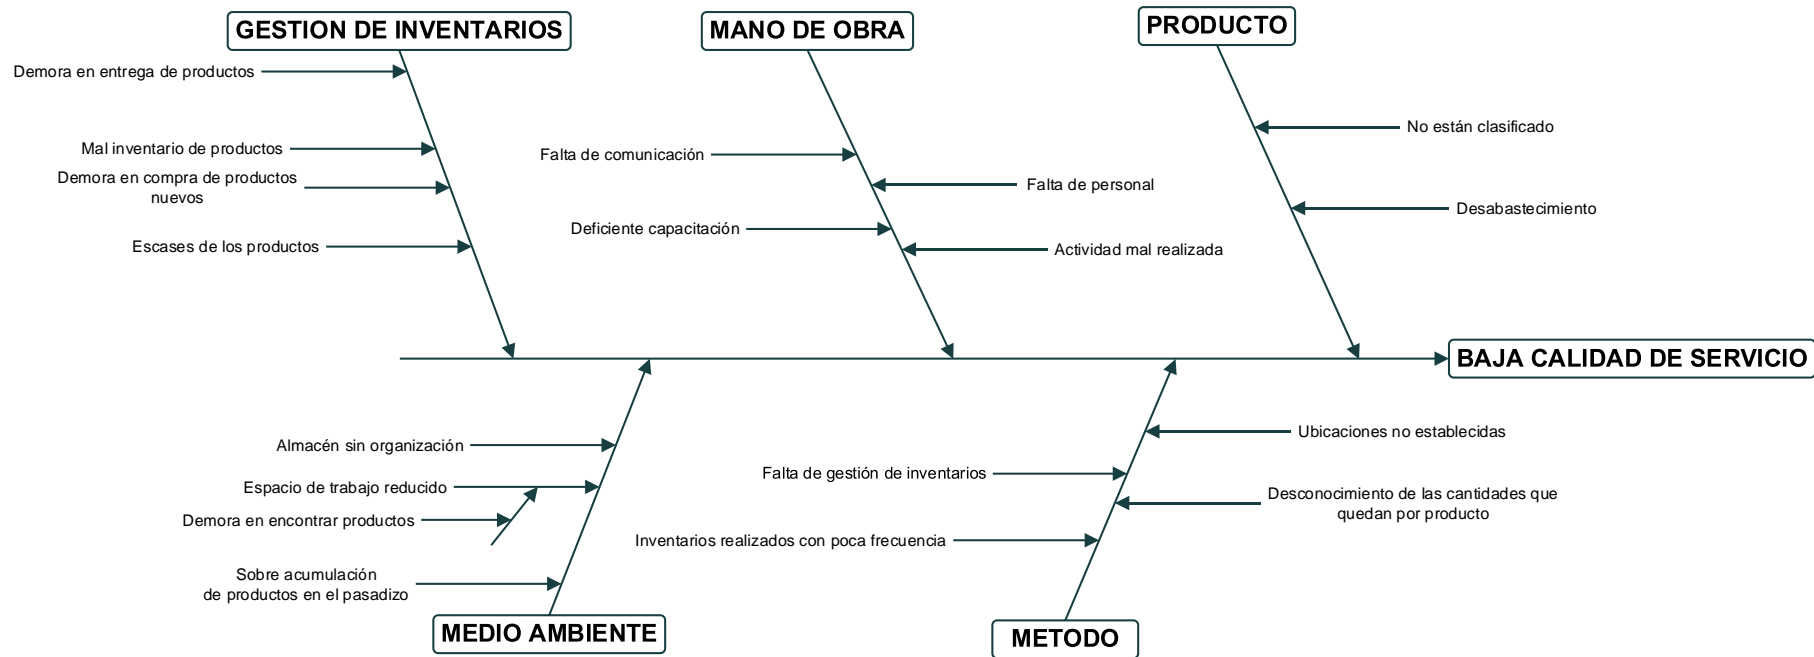 GESTION DE INVENTARIOS
MANO DE OBRA
PRODUCTO
Demora en entrega de productos
Mal inventario de productos
Demora en compra de productos
nuevos
Escases de los productos
Falta de comunicación
Falta de personal
Deficiente capacitación
Actividad mal realizada
No están clasificado
Desabastecimiento
BAJA CALIDAD DE SERVICIO
Almacén sin organización
Espacio de trabajo reducido
Demora en encontrar productos
Sobre acumulación
de productos en el pasadizo
MEDIO AMBIENTE
Ubicaciones no establecidas
Falta de gestión de inventarios
Desconocimiento de las cantidades que
quedan por producto
Inventarios realizados con poca frecuencia
METODO